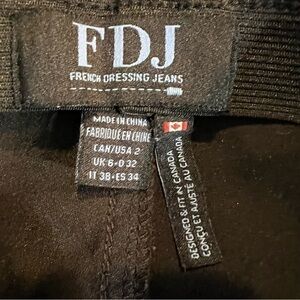 FDJ
FRENCH DRESSING JEANS
MADE IN CHINA
FABRIQUÉ EN CHINE
CAN/USA 2
UK 6 • D 32
IT 38 • ES 34
DESIGNED & FIT IN CANADA
CONÇU ET AJUSTÉ AU CANADA